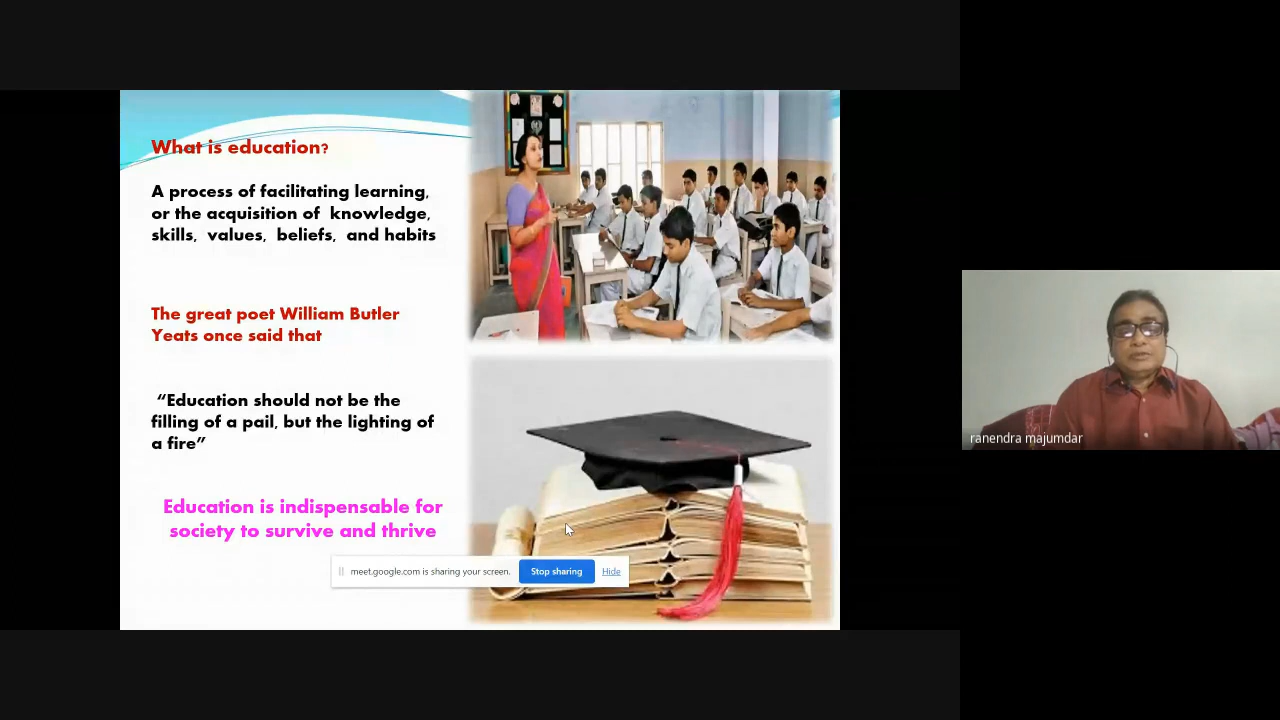 What is education?
A process of facilitating learning,
or the acquisition of knowledge,
skills, values, beliefs, and habits
The great poet William Butler
Yeats once said that
“Education should not be the
filling of a pail, but the lighting of
a fire”
Education is indispensable for
society to survive and thrive
meet.google.com is sharing your screen. Stop sharing Hide
ranendra majumdar